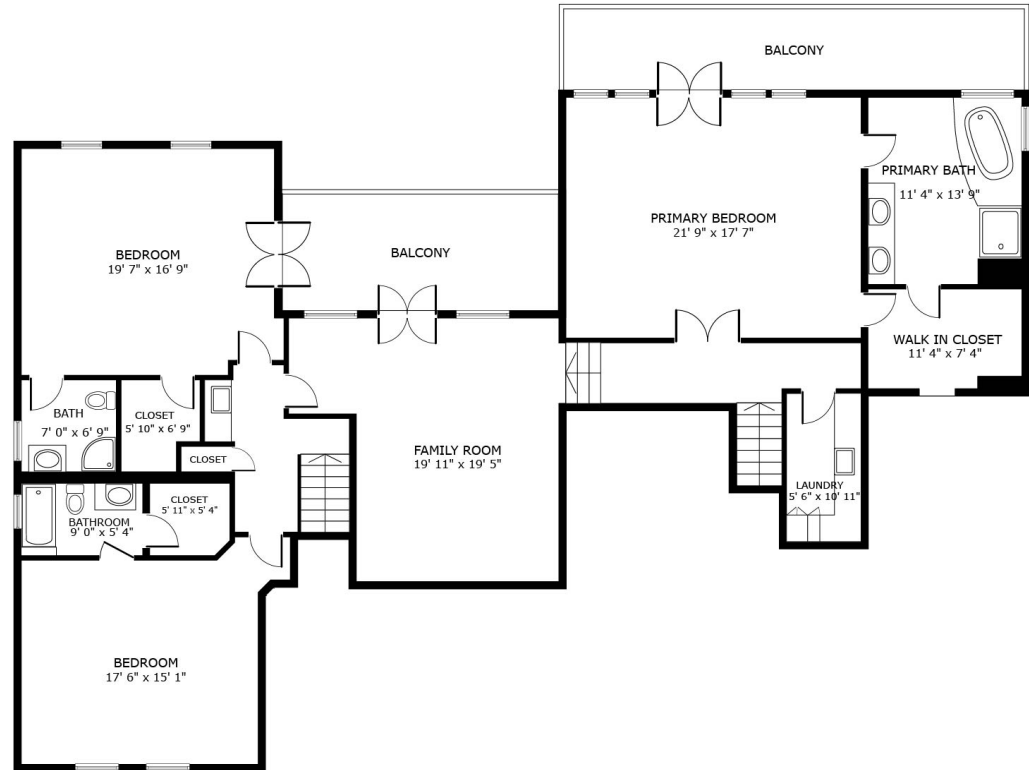 BALCONY
PRIMARY BATH
11' 4" x 13' 9"
PRIMARY BEDROOM
21' 9" x 17' 7"
BEDROOM
19' 7" x 16' 9"
BALCONY
WALK IN CLOSET
11' 4" x 7' 4"
BATH
7' 0" x 6' 9"
CLOSET
5' 10" x 6' 9"
CLOSET
FAMILY ROOM
19' 11" x 19' 5"
LAUNDRY
5' 6" x 10' 11"
CLOSET
5' 11" x 5' 4"
BATHROOM
9' 0" x 5' 4"
BEDROOM
17' 6" x 15' 1"